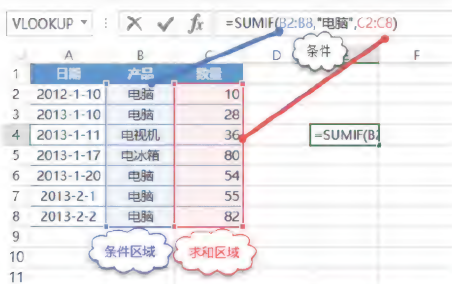 VLOOKUP =SUMIF(B2:B8,"电脑",C2:C8)
条件
A B C D F
1 日期 产品 数量
2 2012-1-10 电脑 10
3 2013-1-10 电脑 28
4 2013-1-11 电视机 36 =SUMIF(B2
5 2013-1-17 电冰箱 80
6 2013-1-20 电脑 54
7 2013-2-1 电脑 55
8 2013-2-2 电脑 82
9
10
11
条件区域 求和区域